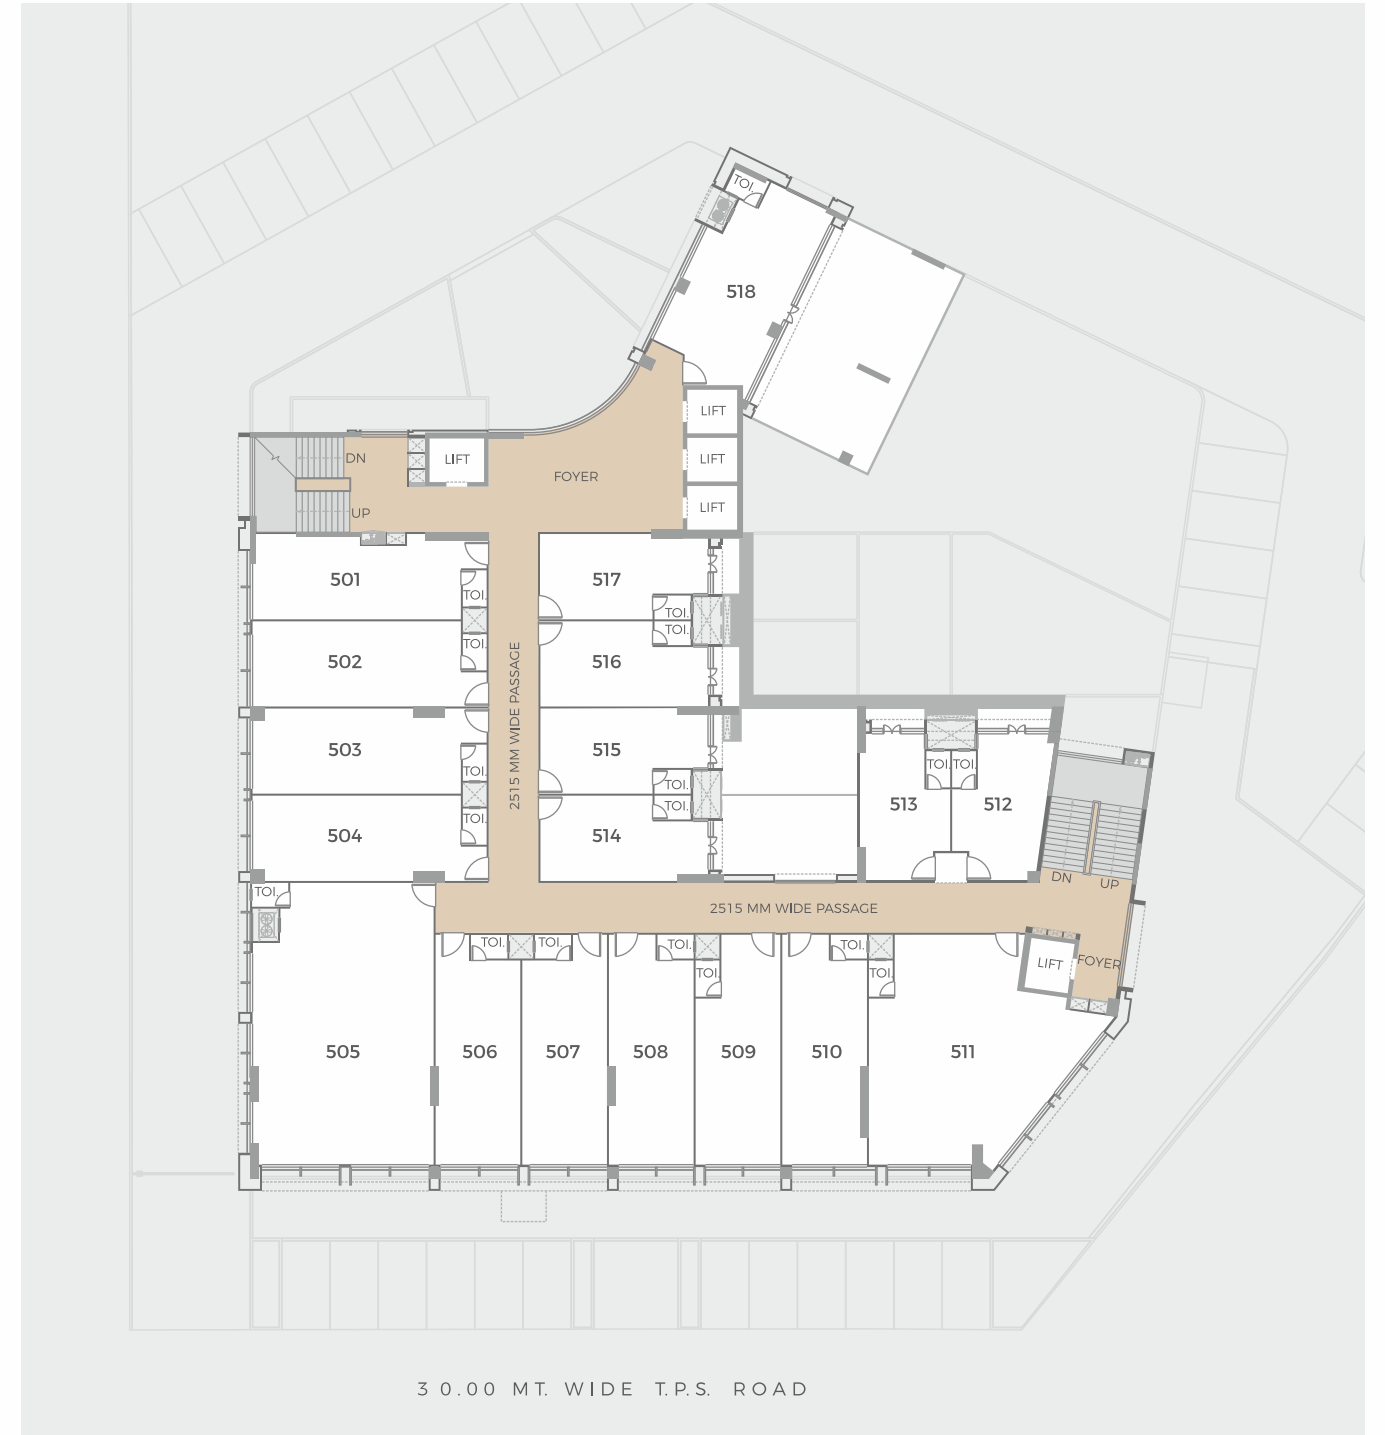 TOI.
518
LIFT
DN
LIFT
LIFT
FOYER
LIFT
UP
501
517
TOI.
TOI.
TOI.
TOI.
502
516
2515 MM WIDE PASSAGE
503
515
TOI.
TOI.
TOI.
TOI.
513
512
TOI.
TOI.
504
514
DN
UP
TOI.
2515 MM WIDE PASSAGE
TOI.
TOI.
TOI.
TOI.
LIFT
FOYER
TOI.
TOI.
505
506
507
508
509
510
511
30.00 MT. WIDE T.P.S. ROAD